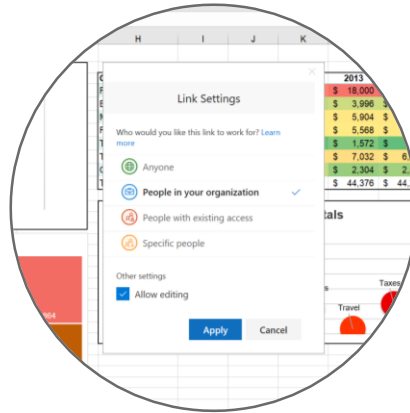 H I J K
2013
$ 18,000
$ 3,996 $
$ 5,904 $
$ 5,568 $
$ 1,572 $
$ 7,032 $
$ 2,304 $
$ 44,376 $ 44,
Link Settings
Who would you like this link to work for? Learn
more
Anyone
People in your organization
People with existing access
Specific people
Other settings
Allow editing
Apply Cancel
tals
Taxes
Travel